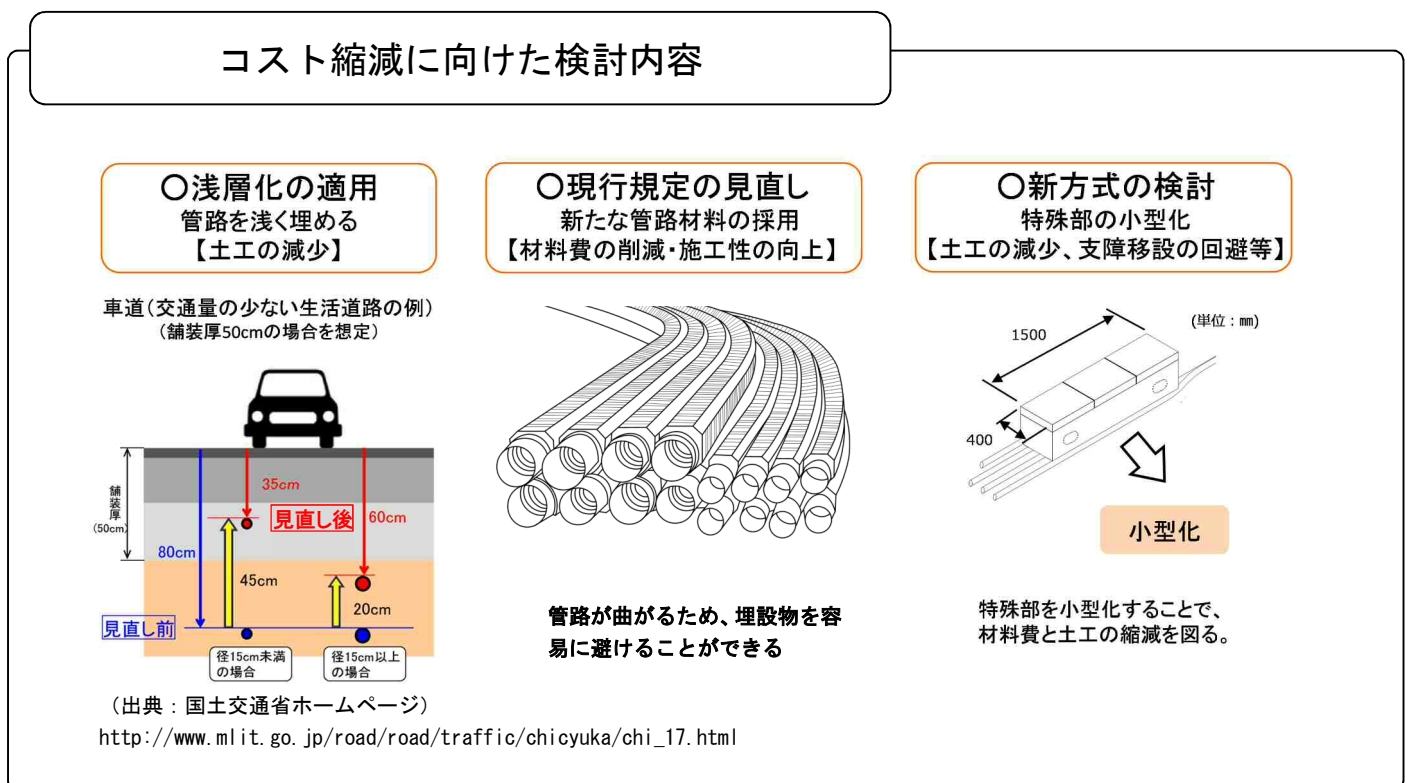 コスト縮減に向けた検討内容
〇浅層化の適用
管路を浅く埋める
【土工の減少】
車道(交通量の少ない生活道路の例)
(舗装厚50cmの場合を想定)
舗装厚
(50cm)
35cm
見直し後
60cm
80cm
45cm
20cm
見直し前
径15cm未満
の場合
径15cm以上
の場合
(出典:国土交通省ホームページ)
http://www.mlit.go.jp/road/road/traffic/chicyuka/chi_17.html
〇現行規定の見直し
新たな管路材料の採用
【材料費の削減・施工性の向上】
管路が曲がるため、埋設物を容
易に避けることができる
〇新方式の検討
特殊部の小型化
【土工の減少、支障移設の回避等】
(単位:㎜)
1500
400
小型化
特殊部を小型化することで、
材料費と土工の縮減を図る。